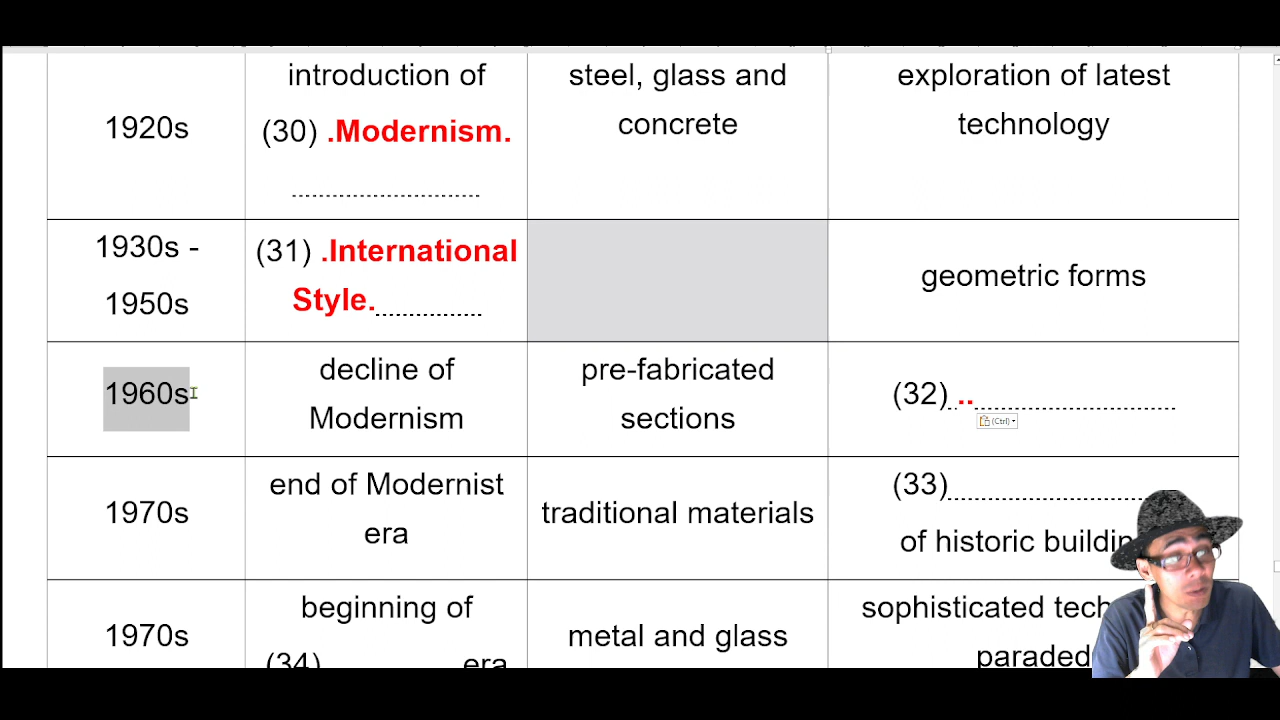 introduction of
steel, glass and
exploration of latest
1920s
(30) .Modernism.
concrete
technology
1930s -
1950s
(31) .International
Style.
geometric forms
1960s
decline of
Modernism
pre-fabricated
sections
(32) ..
(Ctrl)
1970s
end of Modernist
era
traditional materials
(33)
of historic buildin
1970s
beginning of
(34) era
metal and glass
sophisticated tech
paraded